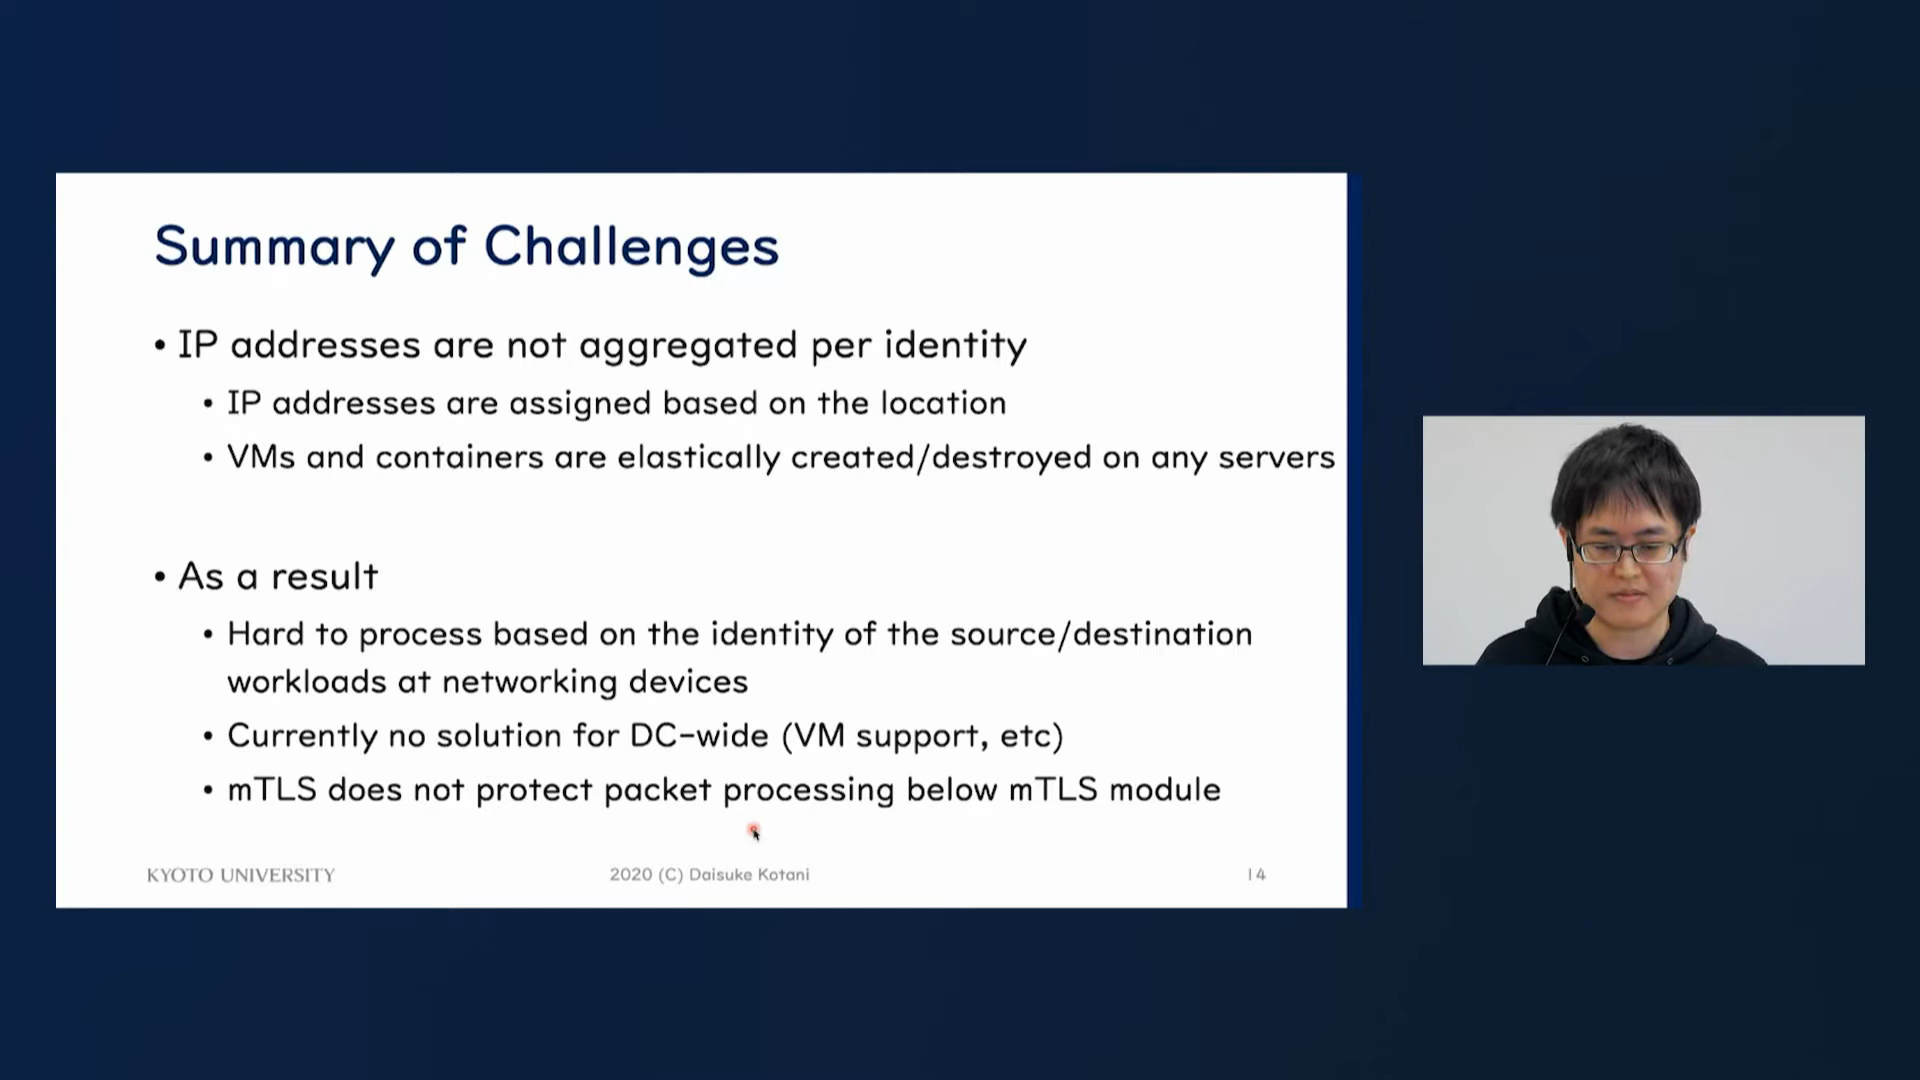 Summary of Challenges
• IP addresses are not aggregated per identity
• IP addresses are assigned based on the location
• VMs and containers are elastically created/destroyed on any servers
• As a result
• Hard to process based on the identity of the source/destination
workloads at networking devices
• Currently no solution for DC-wide (VM support, etc)
• mTLS does not protect packet processing below mTLS module
KYOTO UNIVERSITY
2020 (C) Daisuke Kotani
14